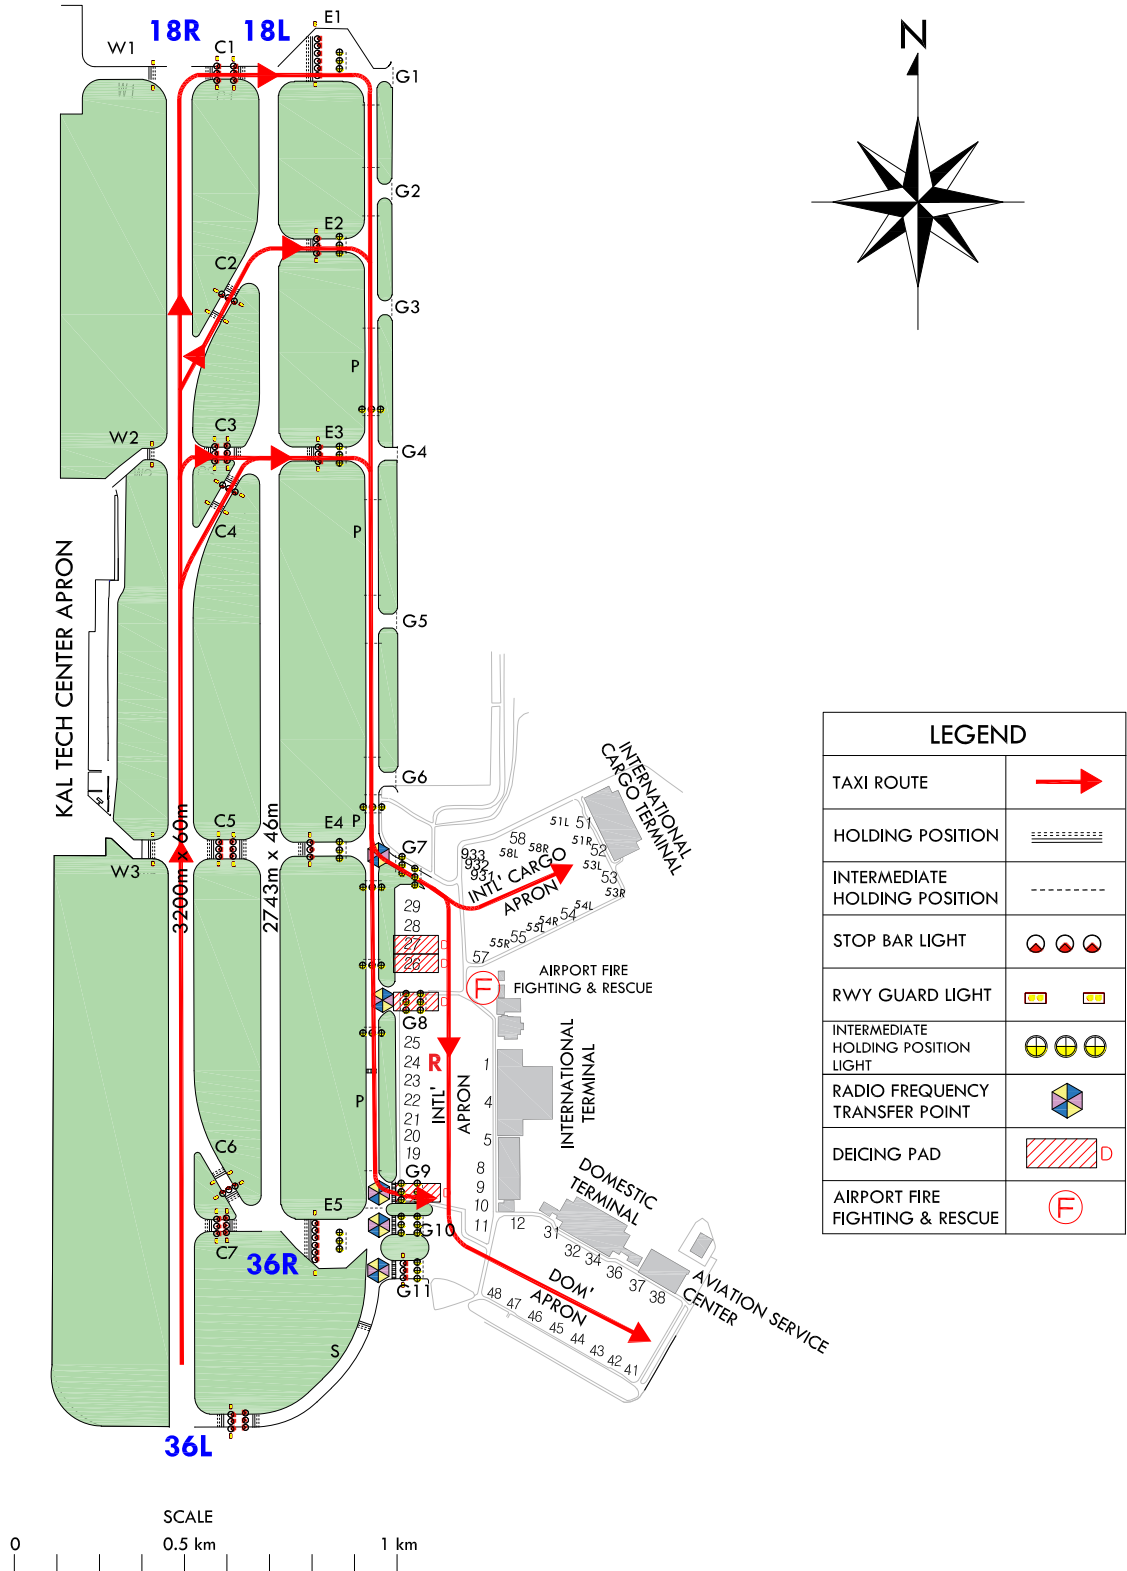 18R
18L
E1
W1
C1
G1
N
G2
E2
C2
G3
P
C3
E3
W2
G4
C4
P
G5
KAL TECH CENTER APRON
3200m x 60m
2743m x 46m
G6
C5
E4
P
G7
W3
INTERNATIONAL
CARGO TERMINAL
51L
51
58
51R
58R
52
58L
933
932
931
53L
53
53R
INTL' CARGO
APRON
54L
54
54R
55L
55
55R
57
29
28
27
26
D
D
F
AIRPORT FIRE
FIGHTING & RESCUE
G8
D
25
24
23
22
21
20
19
R
INTL'
APRON
1
4
5
8
9
10
11
INTERNATIONAL
TERMINAL
P
C6
G9
D
E5
G10
C7
36R
G11
12
31
32
34
36
37
38
DOMESTIC
TERMINAL
DOM'
APRON
48
47
46
45
44
43
42
41
AVIATION SERVICE
CENTER
S
36L
LEGEND
TAXI ROUTE
HOLDING POSITION
INTERMEDIATE
HOLDING POSITION
STOP BAR LIGHT
RWY GUARD LIGHT
INTERMEDIATE
HOLDING POSITION
LIGHT
RADIO FREQUENCY
TRANSFER POINT
DEICING PAD
D
AIRPORT FIRE
FIGHTING & RESCUE
F
SCALE
0
0.5 km
1 km